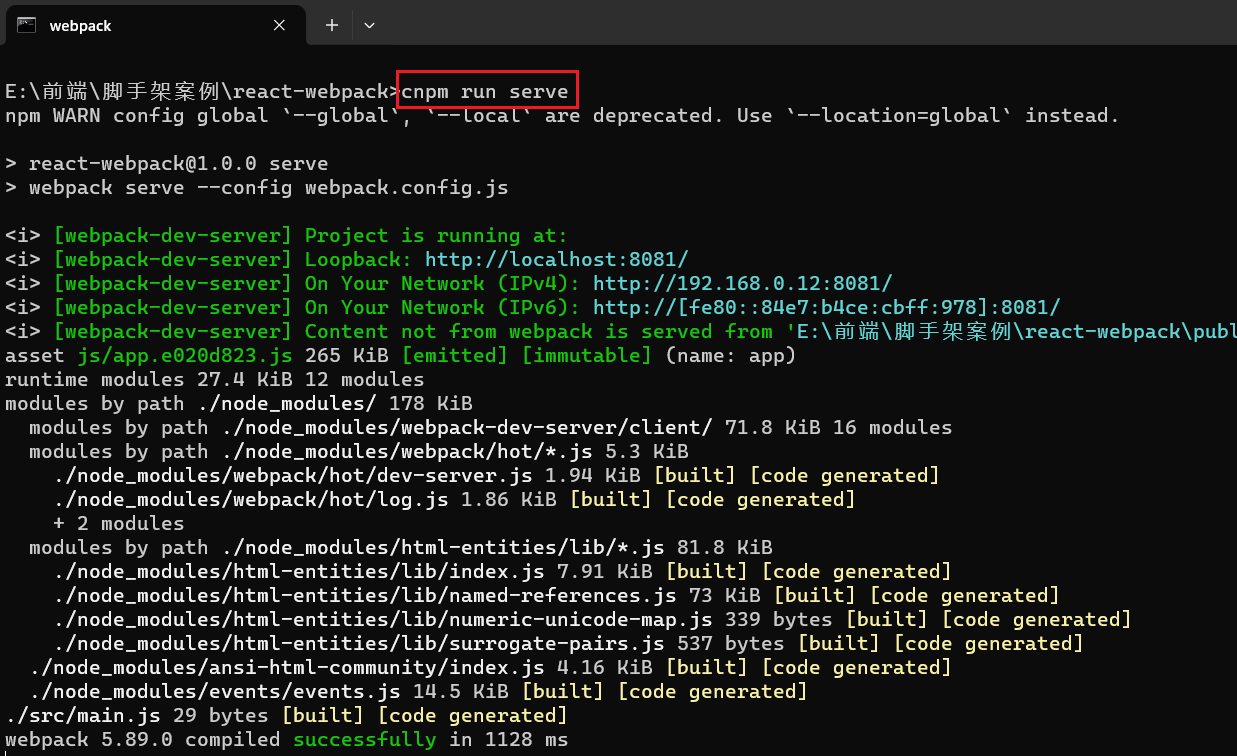 webpack
E:\前端\脚手架案例\react-webpack>cnpm run serve
npm WARN config global `--global`, `--local` are deprecated. Use `--location=global` instead.
> react-webpack@1.0.0 serve
> webpack serve --config webpack.config.js
<i> [webpack-dev-server] Project is running at:
<i> [webpack-dev-server] Loopback: http://localhost:8081/
<i> [webpack-dev-server] On Your Network (IPv4): http://192.168.0.12:8081/
<i> [webpack-dev-server] On Your Network (IPv6): http://[fe80::84e7:b4ce:cbff:978]:8081/
<i> [webpack-dev-server] Content not from webpack is served from 'E:\前端\脚手架案例\react-webpack\publ
asset js/app.e020d823.js 265 KiB [emitted] [immutable] (name: app)
runtime modules 27.4 KiB 12 modules
modules by path ./node_modules/ 178 KiB
  modules by path ./node_modules/webpack-dev-server/client/ 71.8 KiB 16 modules
  modules by path ./node_modules/webpack/hot/*.js 5.3 KiB
    ./node_modules/webpack/hot/dev-server.js 1.94 KiB [built] [code generated]
    ./node_modules/webpack/hot/log.js 1.86 KiB [built] [code generated]
    + 2 modules
  modules by path ./node_modules/html-entities/lib/*.js 81.8 KiB
    ./node_modules/html-entities/lib/index.js 7.91 KiB [built] [code generated]
    ./node_modules/html-entities/lib/named-references.js 73 KiB [built] [code generated]
    ./node_modules/html-entities/lib/numeric-unicode-map.js 339 bytes [built] [code generated]
    ./node_modules/html-entities/lib/surrogate-pairs.js 537 bytes [built] [code generated]
  ./node_modules/ansi-html-community/index.js 4.16 KiB [built] [code generated]
  ./node_modules/events/events.js 14.5 KiB [built] [code generated]
./src/main.js 29 bytes [built] [code generated]
webpack 5.89.0 compiled successfully in 1128 ms